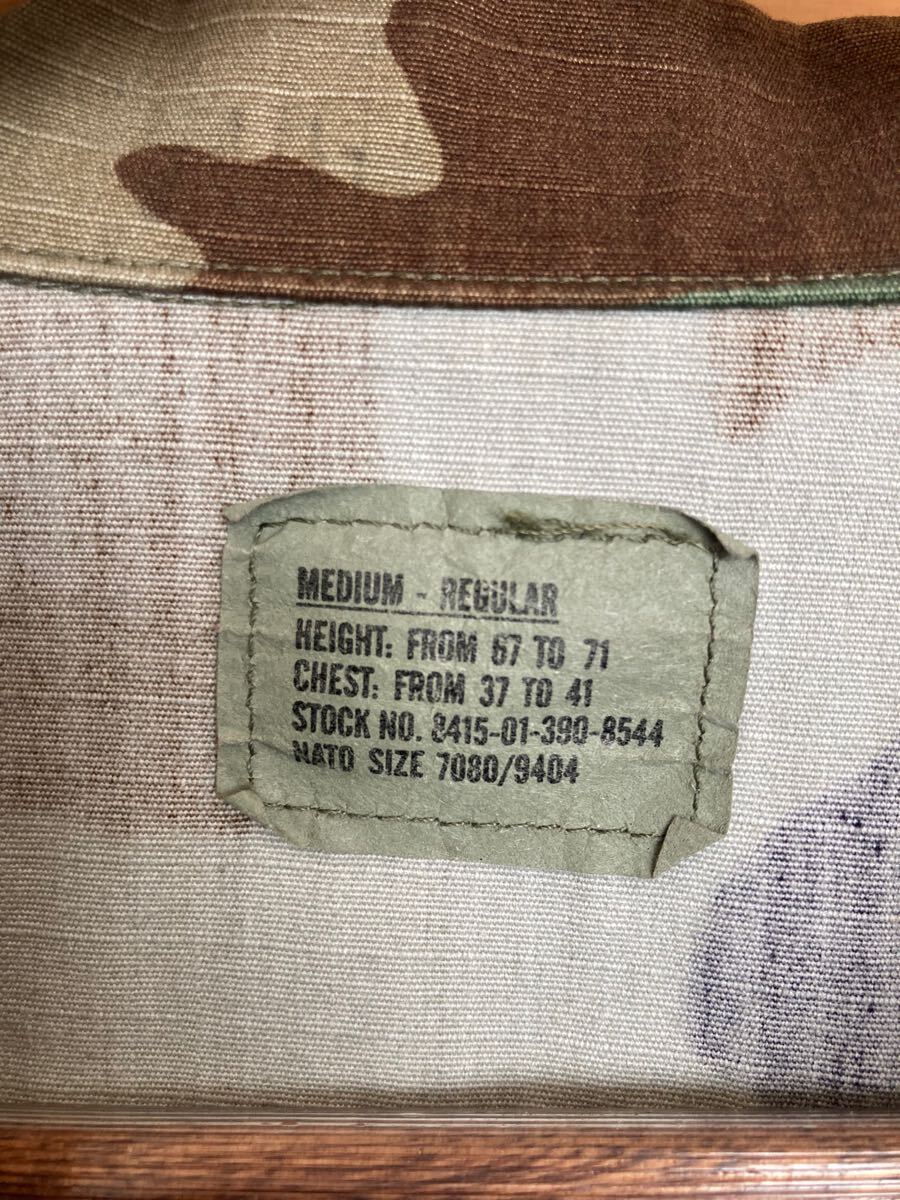 MEDIUM - REGULAR
HEIGHT: FROM 67 TO 71
CHEST: FROM 37 TO 41
STOCK NO. 8415-01-390-8544
NATO SIZE 7080/9404